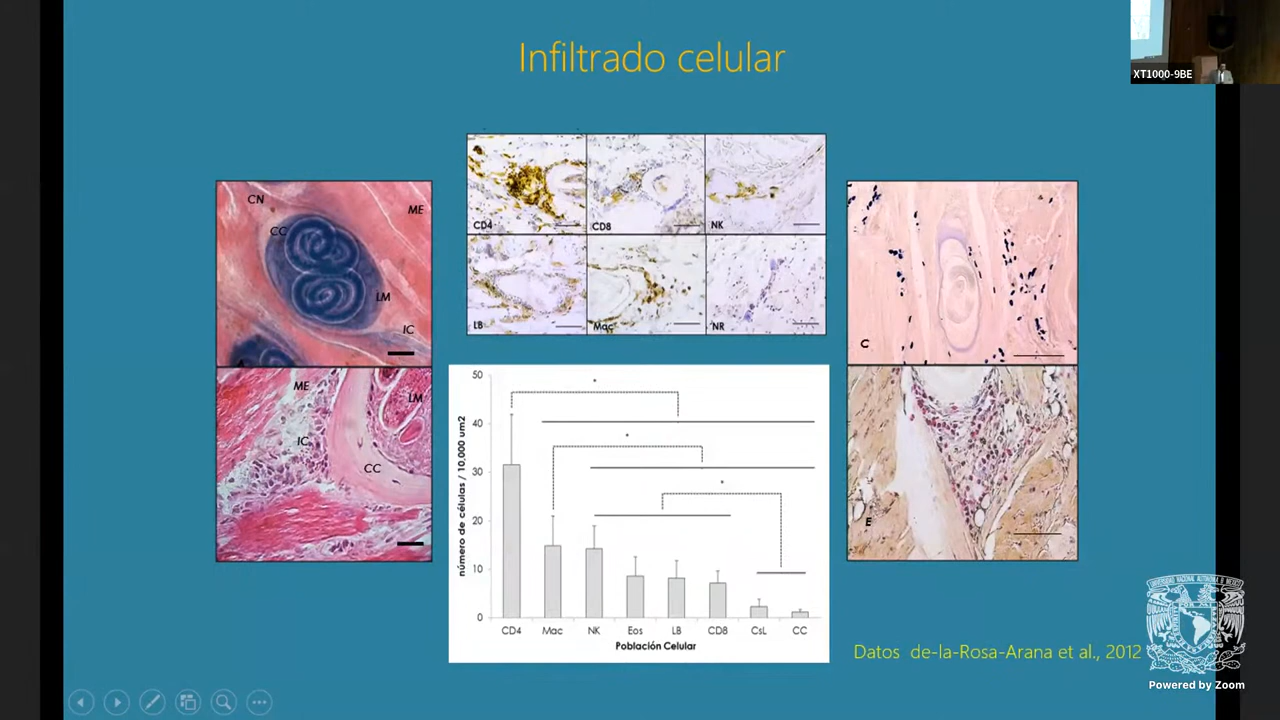 Infiltrado celular
XT1000-9BE
CN
ME
CC
LM
IC
A
ME
LM
IC
CC
CD4
CD8
NK
LB
Mac
NR
C
E
50
40
30
20
10
0
número de células / 10,000 um2
CD4 Mac NK Eos LB CD8 CsL CC
Población Celular
Datos de-la-Rosa-Arana et al., 2012
Powered by Zoom